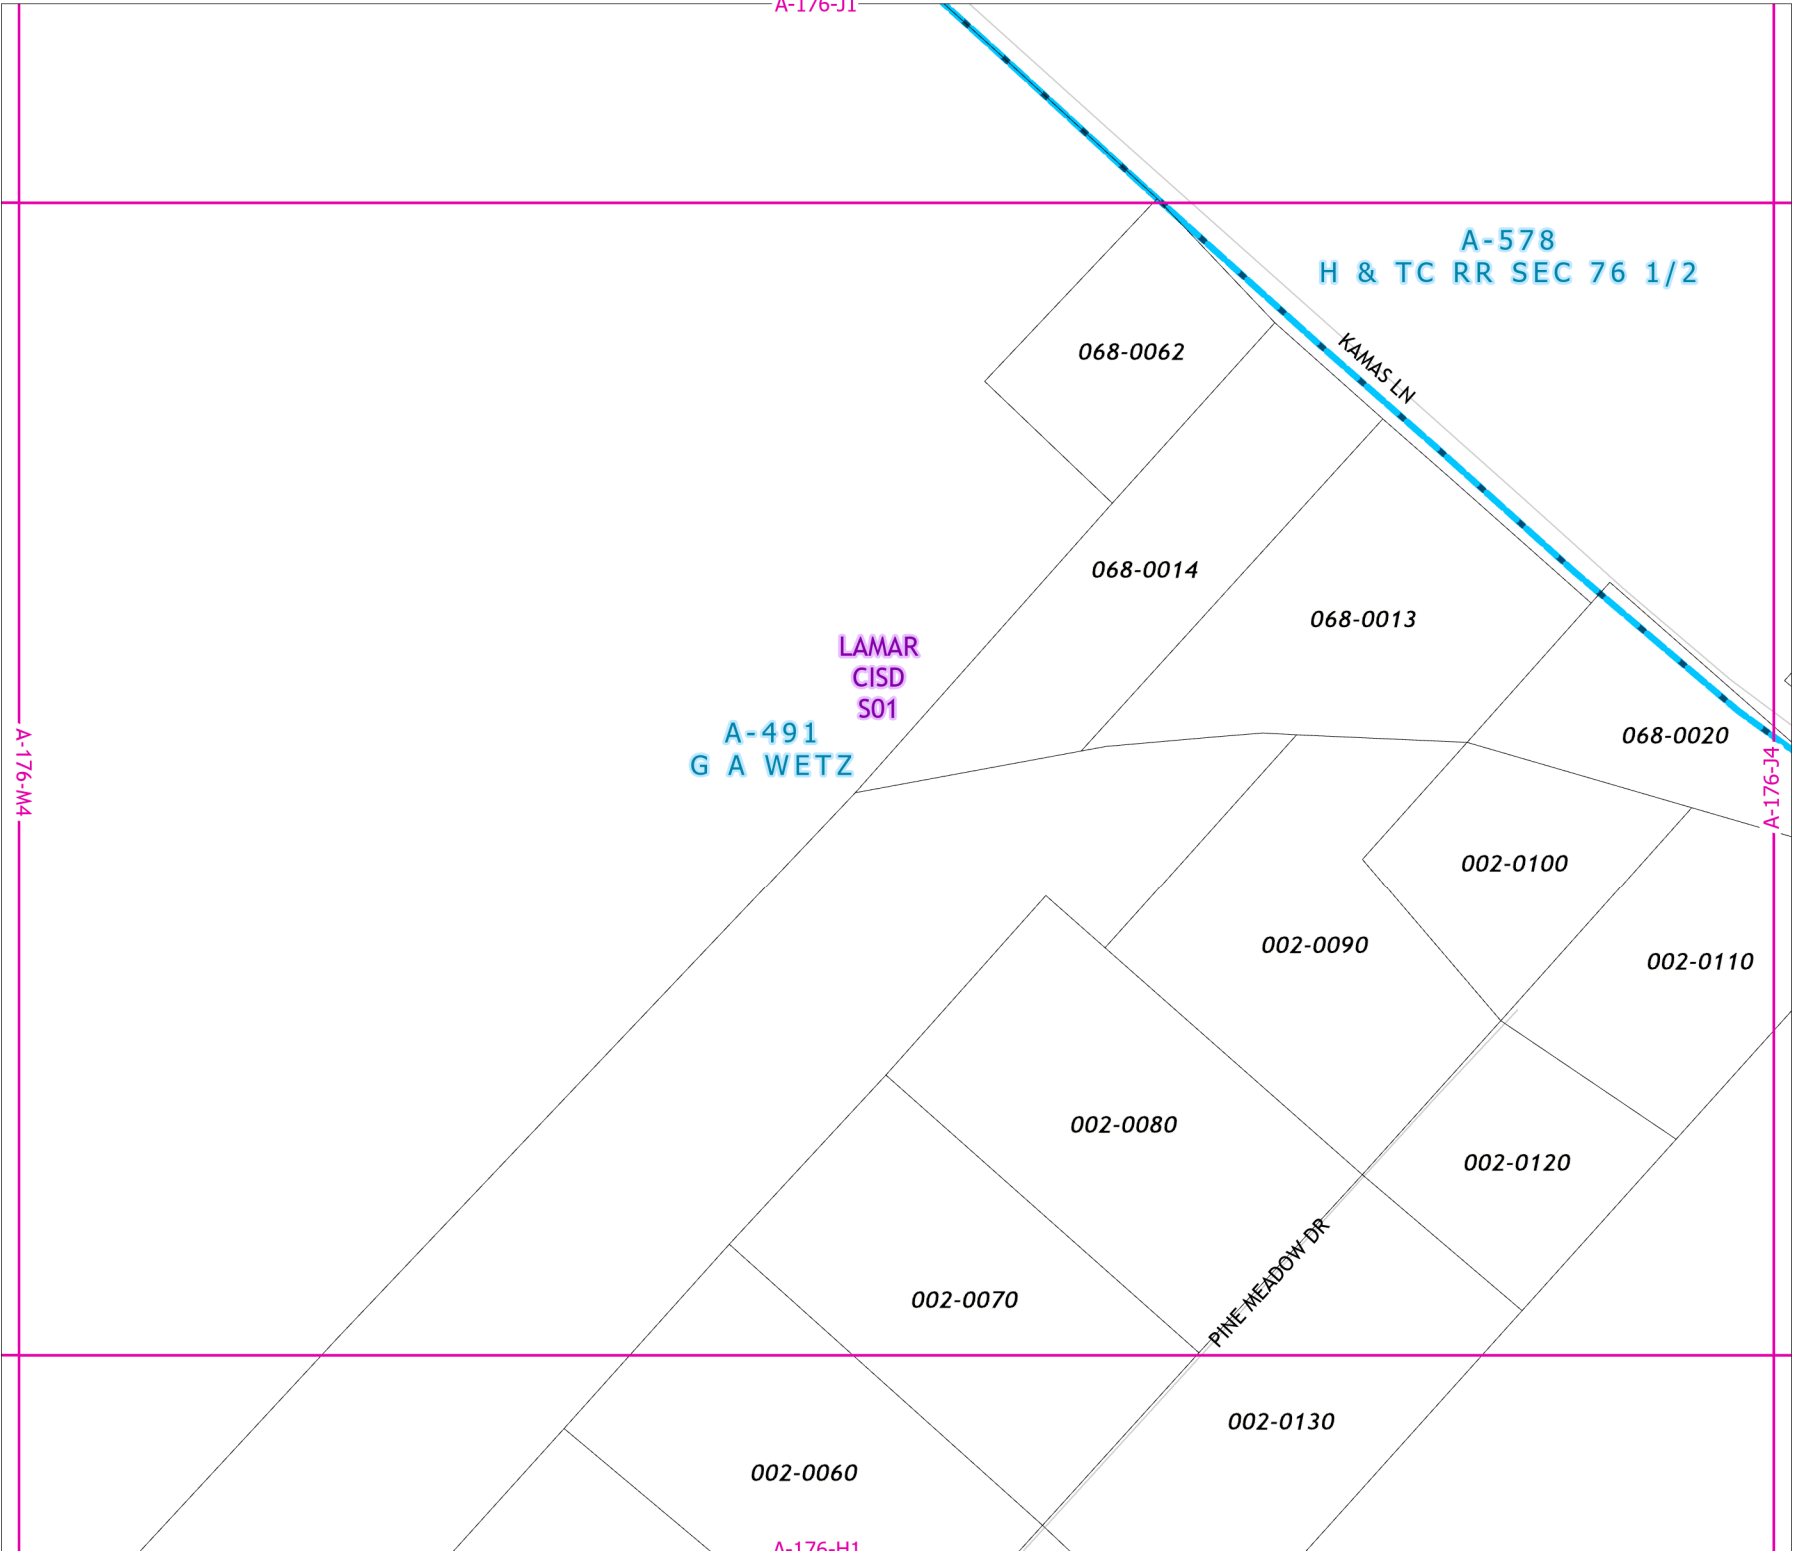 A-176-J1
A-578
H & TC RR SEC 76 1/2
KAMAS LN
068-0062
068-0014
068-0013
LAMAR
CISD
S01
A-491
G A WETZ
068-0020
A-176-M4
A-176-J4
002-0100
002-0090
002-0110
002-0080
002-0120
PINE MEADOW DR
002-0070
002-0130
002-0060
A-176-H1